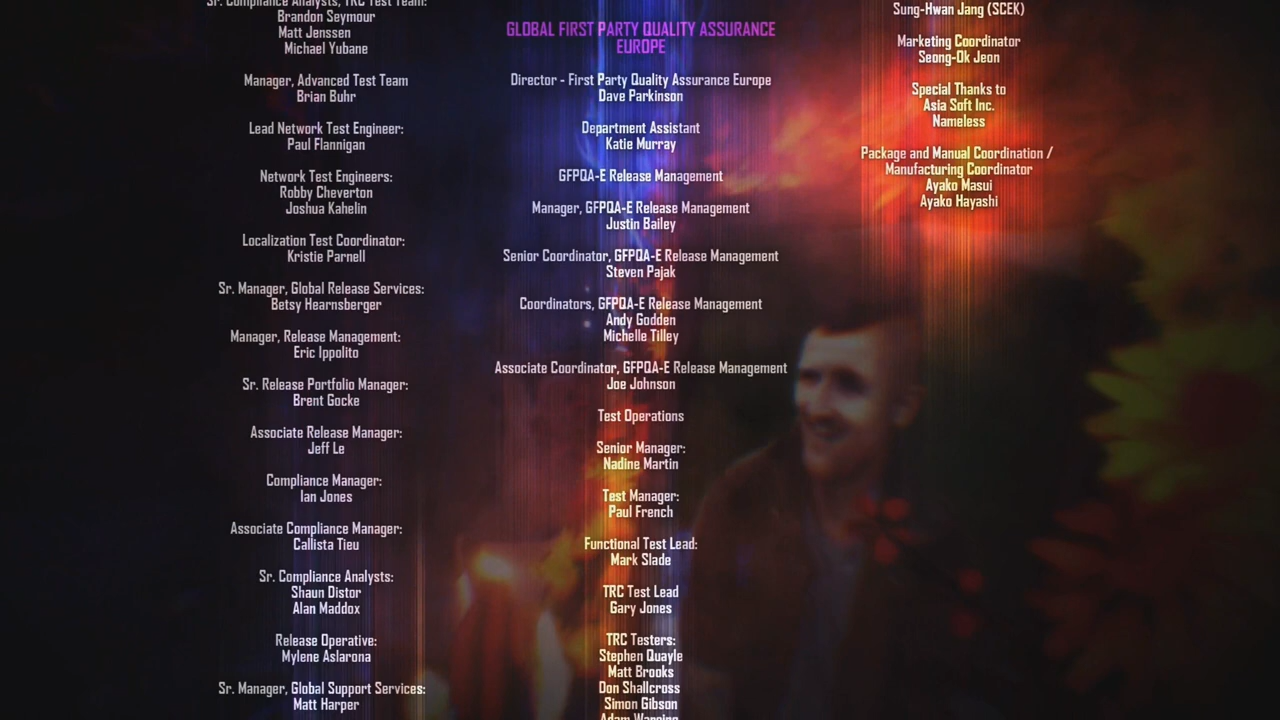 Sr. Compliance Analysts, TRC Test Team:
Brandon Seymour
Matt Jenssen
Michael Yubane
Manager, Advanced Test Team
Brian Buhr
Lead Network Test Engineer:
Paul Flannigan
Network Test Engineers:
Robby Cheverton
Joshua Kahelin
Localization Test Coordinator:
Kristie Parnell
Sr. Manager, Global Release Services:
Betsy Hearnsberger
Manager, Release Management:
Eric Ippolito
Sr. Release Portfolio Manager:
Brent Gocke
Associate Release Manager:
Jeff Le
Compliance Manager:
Ian Jones
Associate Compliance Manager:
Callista Tieu
Sr. Compliance Analysts:
Shaun Distor
Alan Maddox
Release Operative:
Mylene Aslarona
Sr. Manager, Global Support Services:
Matt Harper
GLOBAL FIRST PARTY QUALITY ASSURANCE
EUROPE
Director - First Party Quality Assurance Europe
Dave Parkinson
Department Assistant
Katie Murray
GFPQA-E Release Management
Manager, GFPQA-E Release Management
Justin Bailey
Senior Coordinator, GFPQA-E Release Management
Steven Pajak
Coordinators, GFPQA-E Release Management
Andy Godden
Michelle Tilley
Associate Coordinator, GFPQA-E Release Management
Joe Johnson
Test Operations
Senior Manager:
Nadine Martin
Test Manager:
Paul French
Functional Test Lead:
Mark Slade
TRC Test Lead
Gary Jones
TRC Testers:
Stephen Quayle
Matt Brooks
Don Shallcross
Simon Gibson
Adam
Sung-Hwan Jang (SCEK)
Marketing Coordinator
Seong-Ok Jeon
Special Thanks to
Asia Soft Inc.
Nameless
Package and Manual Coordination /
Manufacturing Coordinator
Ayako Masui
Ayako Hayashi